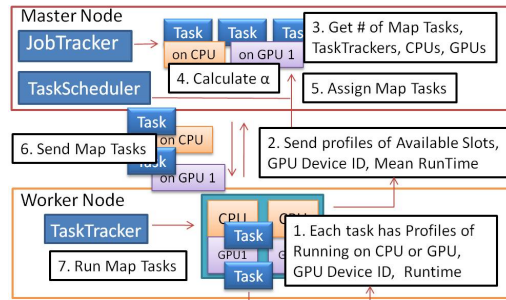 Master Node
JobTracker
Task
Task
Task
on CPU
on GPU 1
3. Get # of Map Tasks,
TaskTrackers, CPUs, GPUs
4. Calculate α
TaskScheduler
5. Assign Map Tasks
Task
on CPU
6. Send Map Tasks
Task
on GPU 1
2. Send profiles of Available Slots,
GPU Device ID, Mean RunTime
Worker Node
TaskTracker
CPU
Task
GPU1
Task
1. Each task has Profiles of
Running on CPU or GPU,
GPU Device ID, Runtime
7. Run Map Tasks